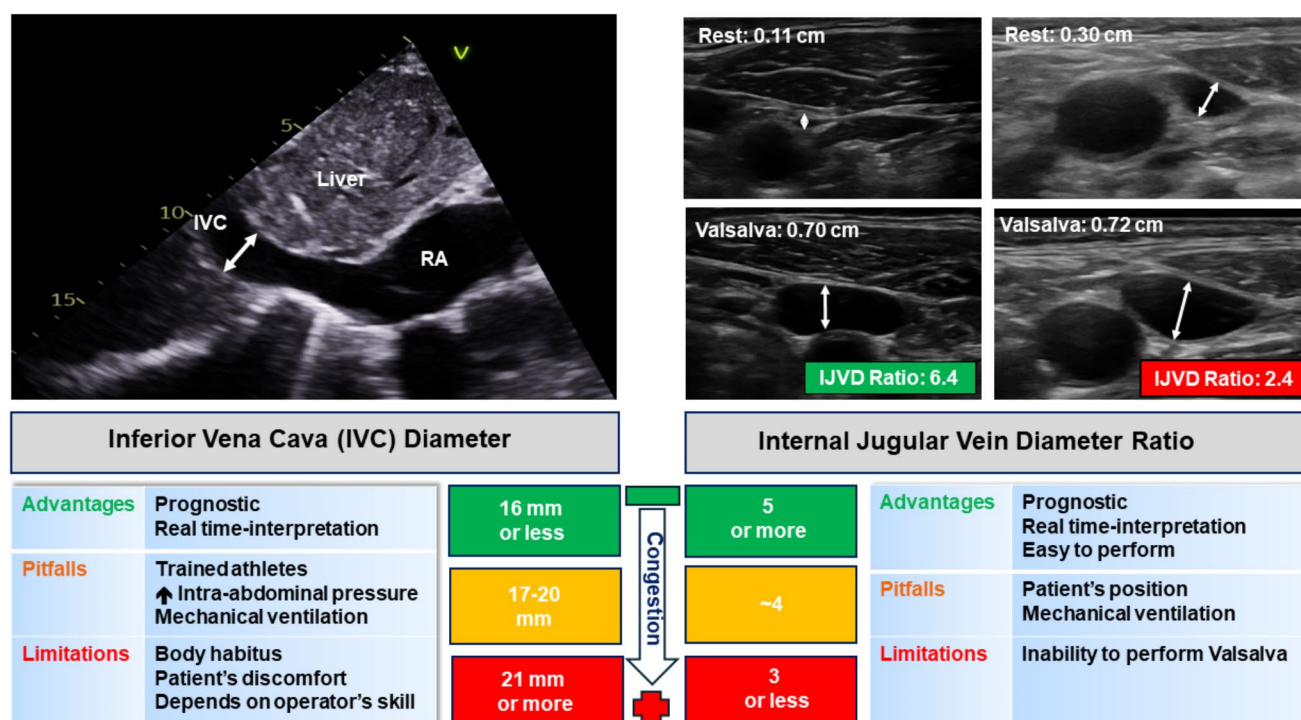 V
5
Liver
10
IVC
RA
15
Rest: 0.11 cm
Rest: 0.30 cm
Valsalva: 0.70 cm
Valsalva: 0.72 cm
IJVD Ratio: 6.4
IJVD Ratio: 2.4
Inferior Vena Cava (IVC) Diameter
Internal Jugular Vein Diameter Ratio
Advantages
Prognostic
Real time-interpretation
Pitfalls
Trained athletes
↑ Intra-abdominal pressure
Mechanical ventilation
Limitations
Body habitus
Patient's discomfort
Depends on operator's skill
16 mm
or less
17-20
mm
21 mm
or more
Congestion
5
or more
~4
3
or less
Advantages
Prognostic
Real time-interpretation
Easy to perform
Pitfalls
Patient's position
Mechanical ventilation
Limitations
Inability to perform Valsalva